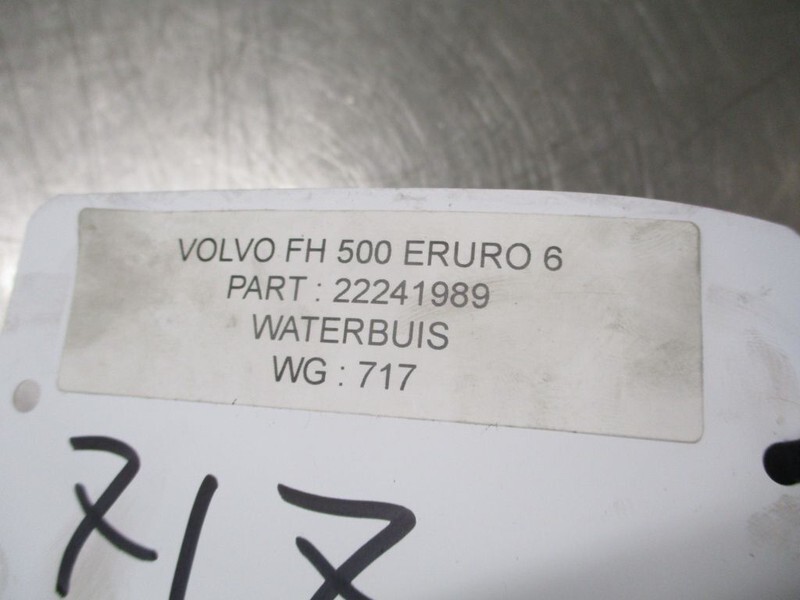 VOLVO FH 500 ERURO 6
PART : 22241989
WATERBUIS
WG : 717
717